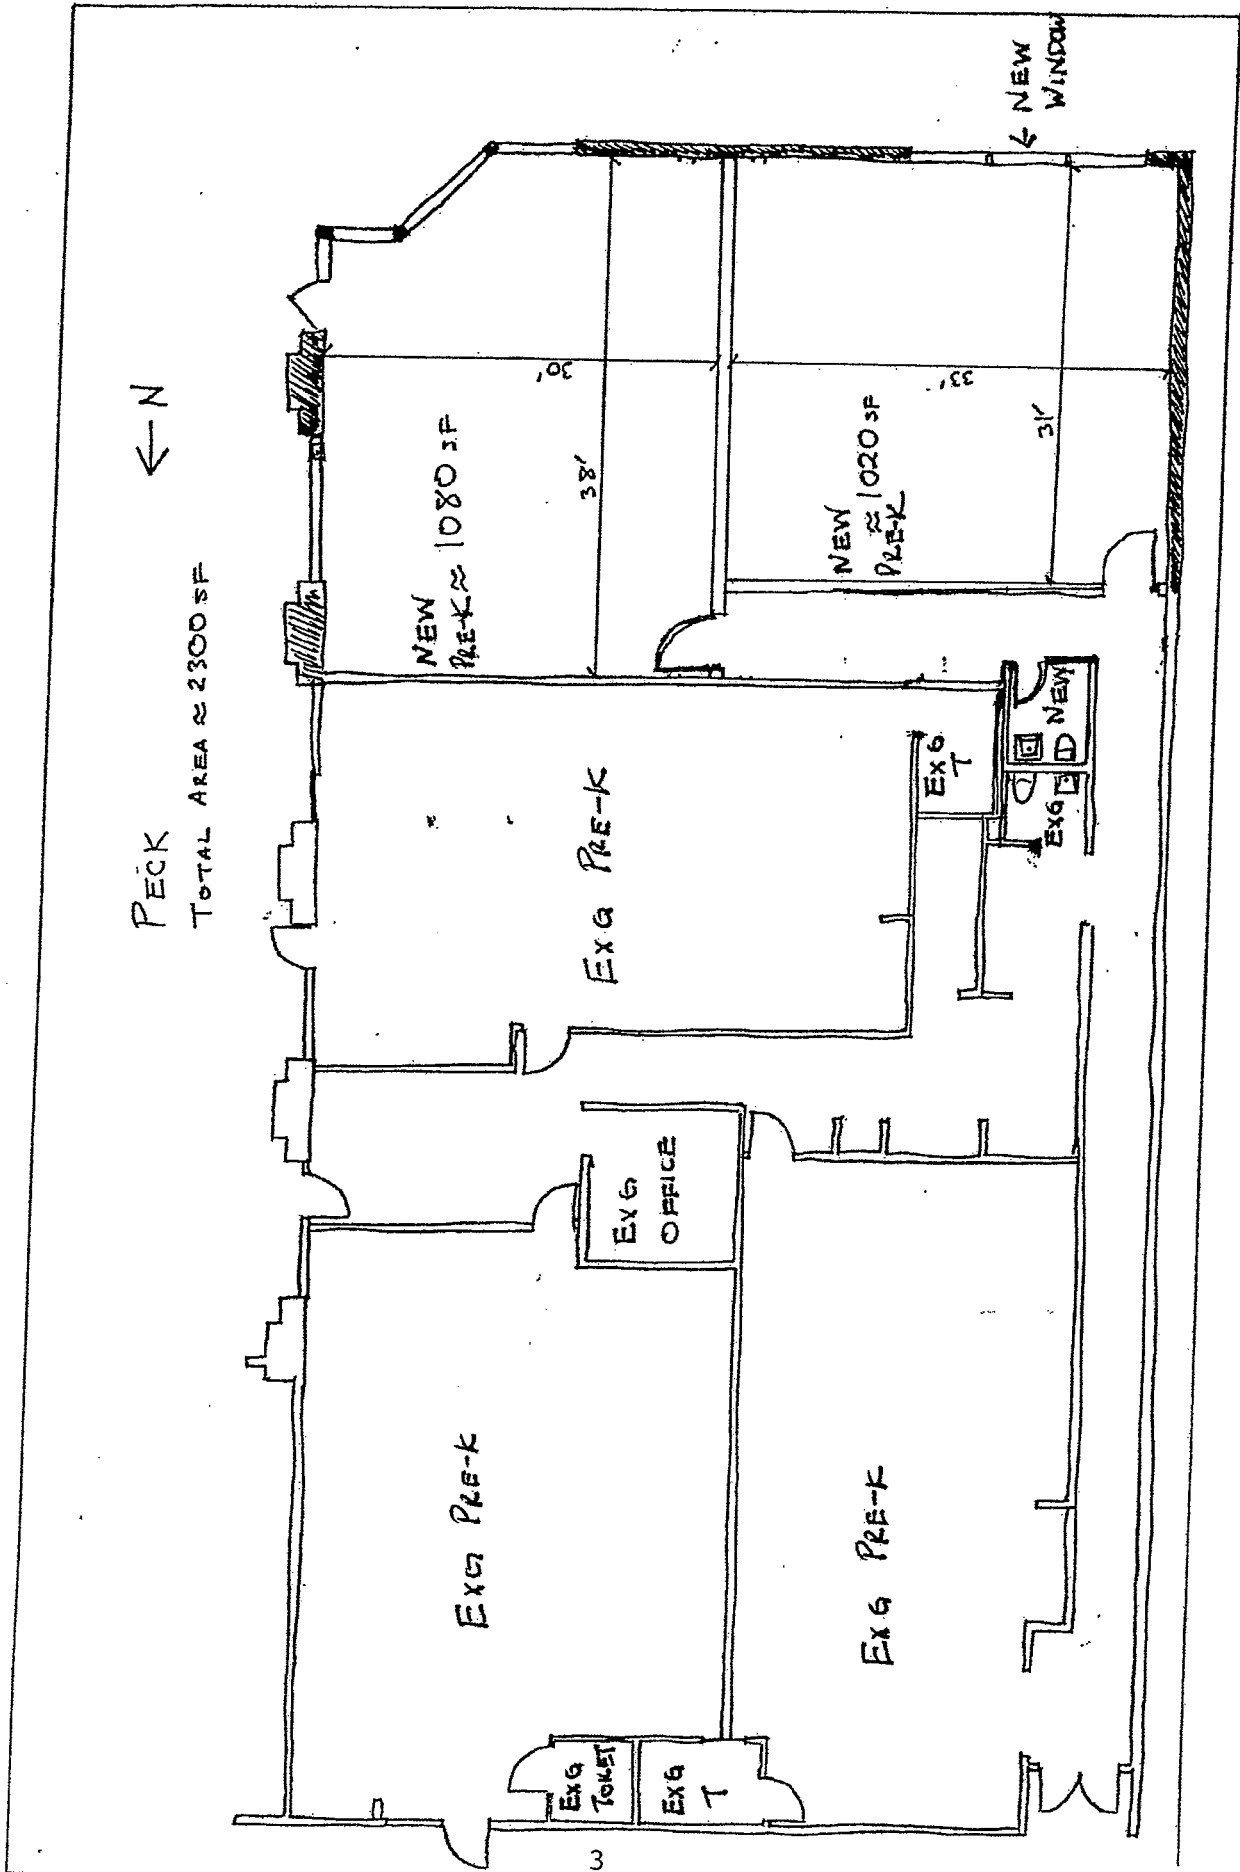 PECK
TOTAL AREA ≈ 2300 SF
← N
NEW
WINDOW
NEW
PRE-K ≈ 1080 SF
30'
38'
NEW
≈ 1020 SF
PRE-K
33'
31'
EXG PRE-K
EXG
T
NEW
EXG
EXG
OFFICE
EXG PRE-K
EXG PRE-K
EXG
TOILET
EXG
T
3